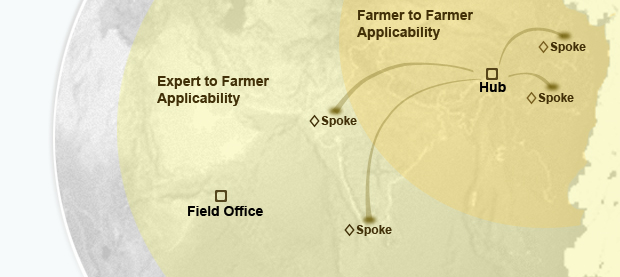 Farmer to Farmer
Applicability
Spoke
Expert to Farmer
Applicability
Hub
Spoke
Spoke
Field Office
Spoke